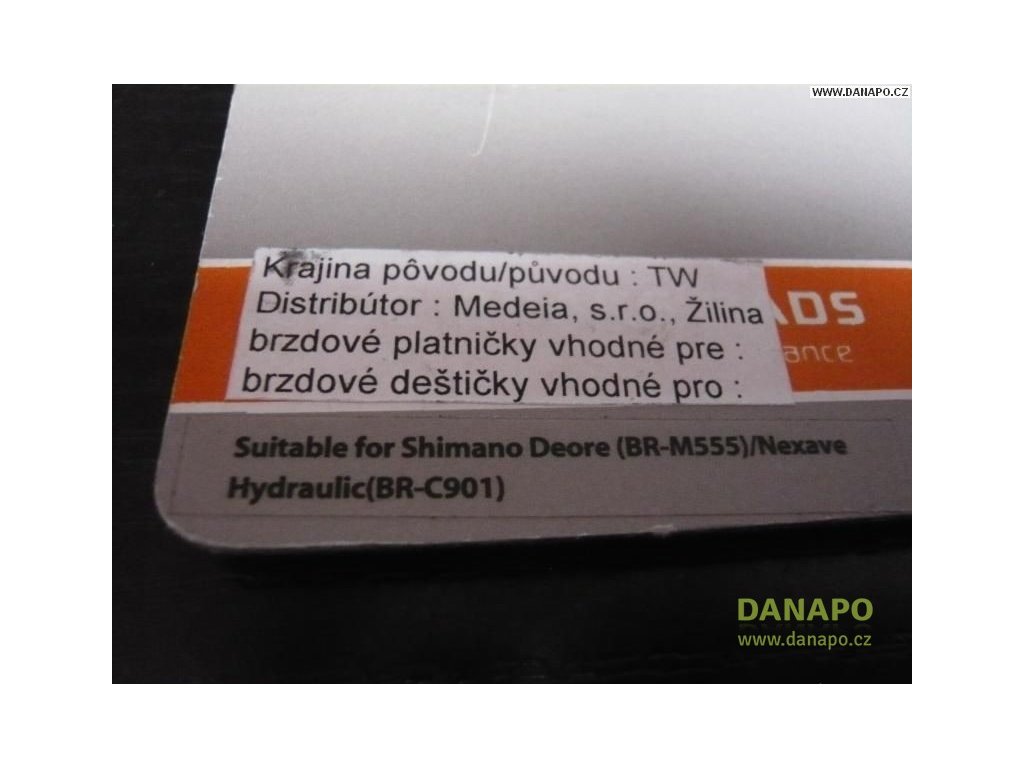 WWW.DANAPO.CZ
Krajina pôvodu/původu : TW
Distribútor : Medeia, s.r.o., Žilina
brzdové platničky vhodné pre :
brzdové deštičky vhodné pro :
Suitable for Shimano Deore (BR-M555)/Nexave
Hydraulic(BR-C901)
DANAPO
www.danapo.cz